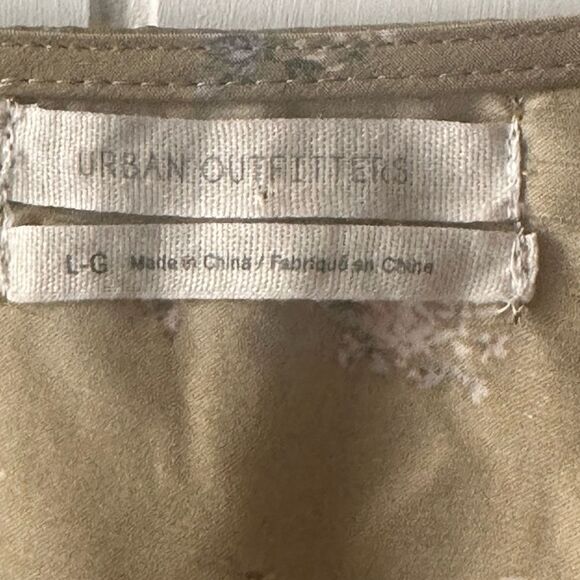 URBAN OUTFITTERS
L-G Made in China / Fabriqué en Chine